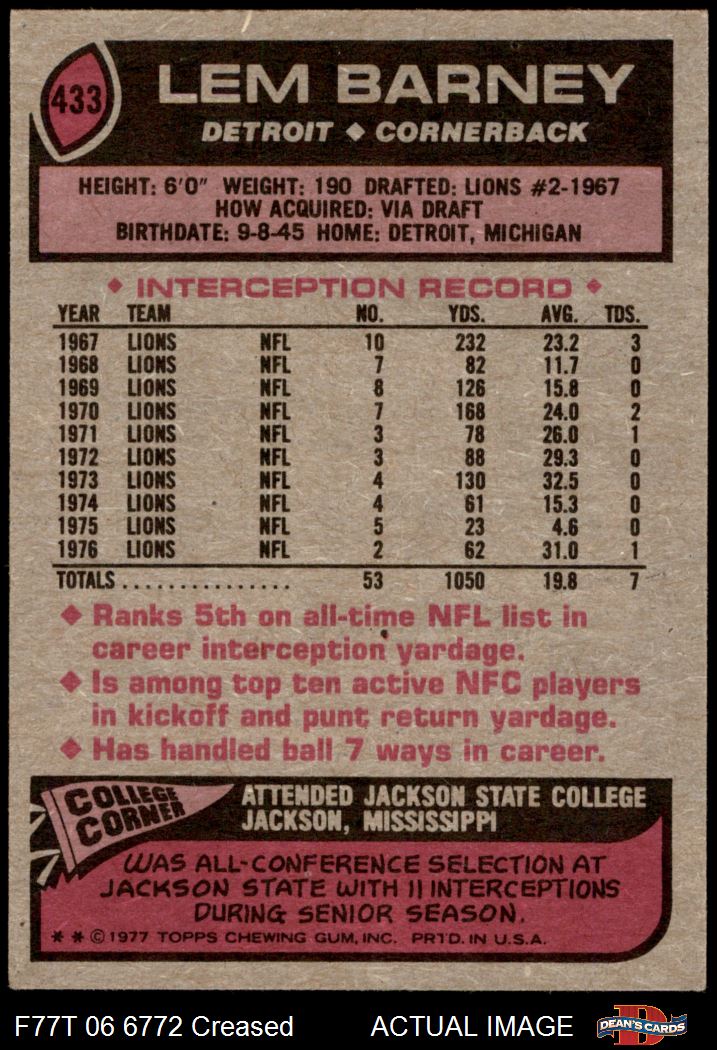 433
LEM BARNEY
DETROIT ◆ CORNERBACK
HEIGHT: 6'0" WEIGHT: 190 DRAFTED: LIONS #2-1967
HOW ACQUIRED: VIA DRAFT
BIRTHDATE: 9-8-45 HOME: DETROIT, MICHIGAN
◆ INTERCEPTION RECORD ◆
YEAR TEAM NO. YDS. AVG. TDS.
1967 LIONS NFL 10 232 23.2 3
1968 LIONS NFL 7 82 11.7 0
1969 LIONS NFL 8 126 15.8 0
1970 LIONS NFL 7 168 24.0 2
1971 LIONS NFL 3 78 26.0 1
1972 LIONS NFL 3 88 29.3 0
1973 LIONS NFL 4 130 32.5 0
1974 LIONS NFL 4 61 15.3 0
1975 LIONS NFL 5 23 4.6 0
1976 LIONS NFL 2 62 31.0 1
TOTALS ............... 53 1050 19.8 7
◆ Ranks 5th on all-time NFL list in
career interception yardage.
◆ Is among top ten active NFC players
in kickoff and punt return yardage.
◆ Has handled ball 7 ways in career.
COLLEGE
CORNER
ATTENDED JACKSON STATE COLLEGE
JACKSON, MISSISSIPPI
WAS ALL-CONFERENCE SELECTION AT
JACKSON STATE WITH 11 INTERCEPTIONS
DURING SENIOR SEASON.
* * © 1977 TOPPS CHEWING GUM, INC. PRT'D. IN U.S.A.
F77T 06 6772 Creased ACTUAL IMAGE
D
DEAN'S CARDS